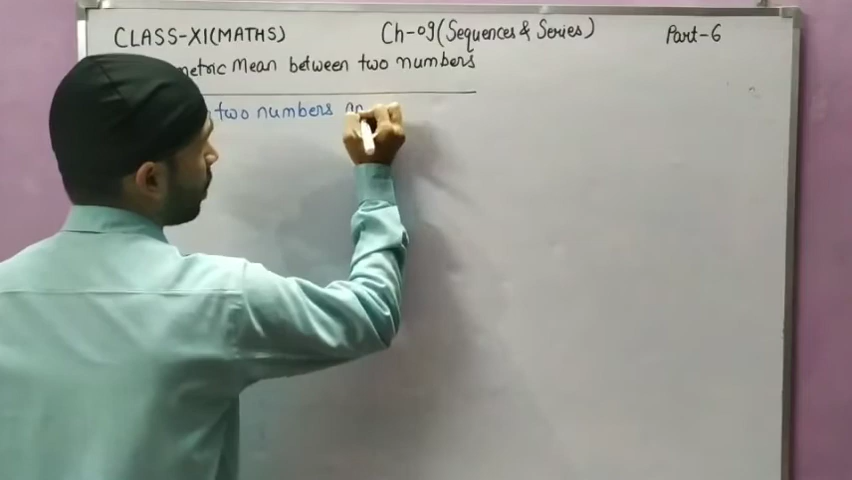 CLASS-XI(MATHS) Ch-09(Sequences & Series) Part-6
metric Mean between two numbers
two numbers